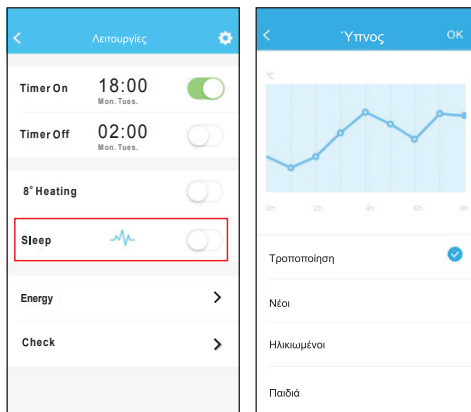 Λειτουργίες
Timer On 18:00
Mon. Tues.
Timer Off 02:00
Mon. Tues.
8° Heating
Sleep
Energy
Check
Ύπνος OK
°C
0h 2h 4h 6h 8h
Τροποποίηση
Νέοι
Ηλικιωμένοι
Παιδιά